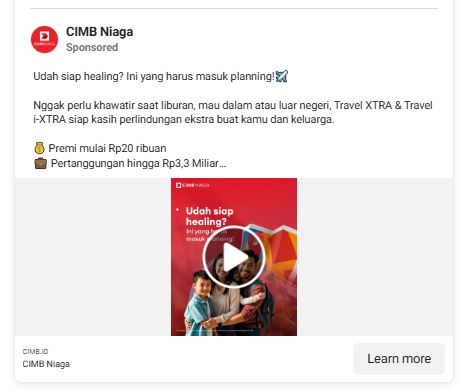 CIMB Niaga
Sponsored
Udah siap healing? Ini yang harus masuk planning!✈️
Nggak perlu khawatir saat liburan, mau dalam atau luar negeri, Travel XTRA & Travel
i-XTRA siap kasih perlindungan ekstra buat kamu dan keluarga.
💰 Premi mulai Rp20 ribuan
💼 Pertanggungan hingga Rp3,3 Miliar...
CIMB NIAGA
Udah siap
healing?
Ini yang harus
masuk planning!
CIMB.ID
CIMB Niaga
Learn more